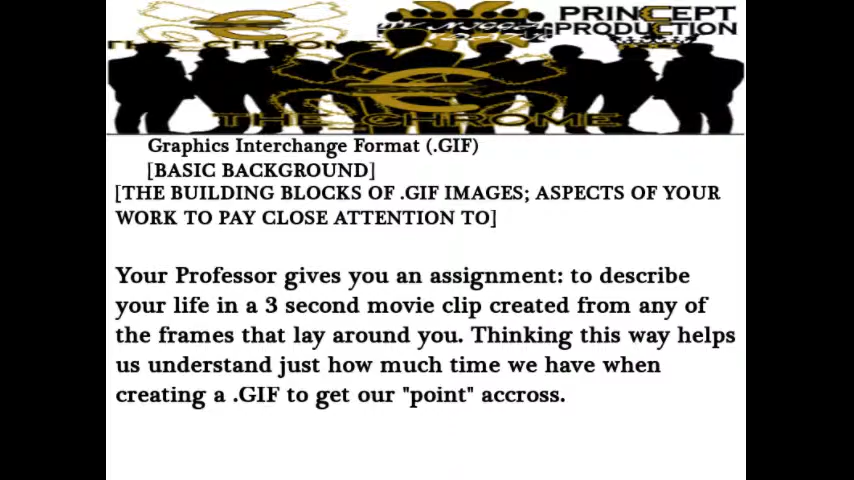 PRINCEPT
PRODUCTION
THE_CHROME
THE_CHROME
Graphics Interchange Format (.GIF)
[BASIC BACKGROUND]
[THE BUILDING BLOCKS OF .GIF IMAGES; ASPECTS OF YOUR
WORK TO PAY CLOSE ATTENTION TO]
Your Professor gives you an assignment: to describe
your life in a 3 second movie clip created from any of
the frames that lay around you. Thinking this way helps
us understand just how much time we have when
creating a .GIF to get our "point" accross.